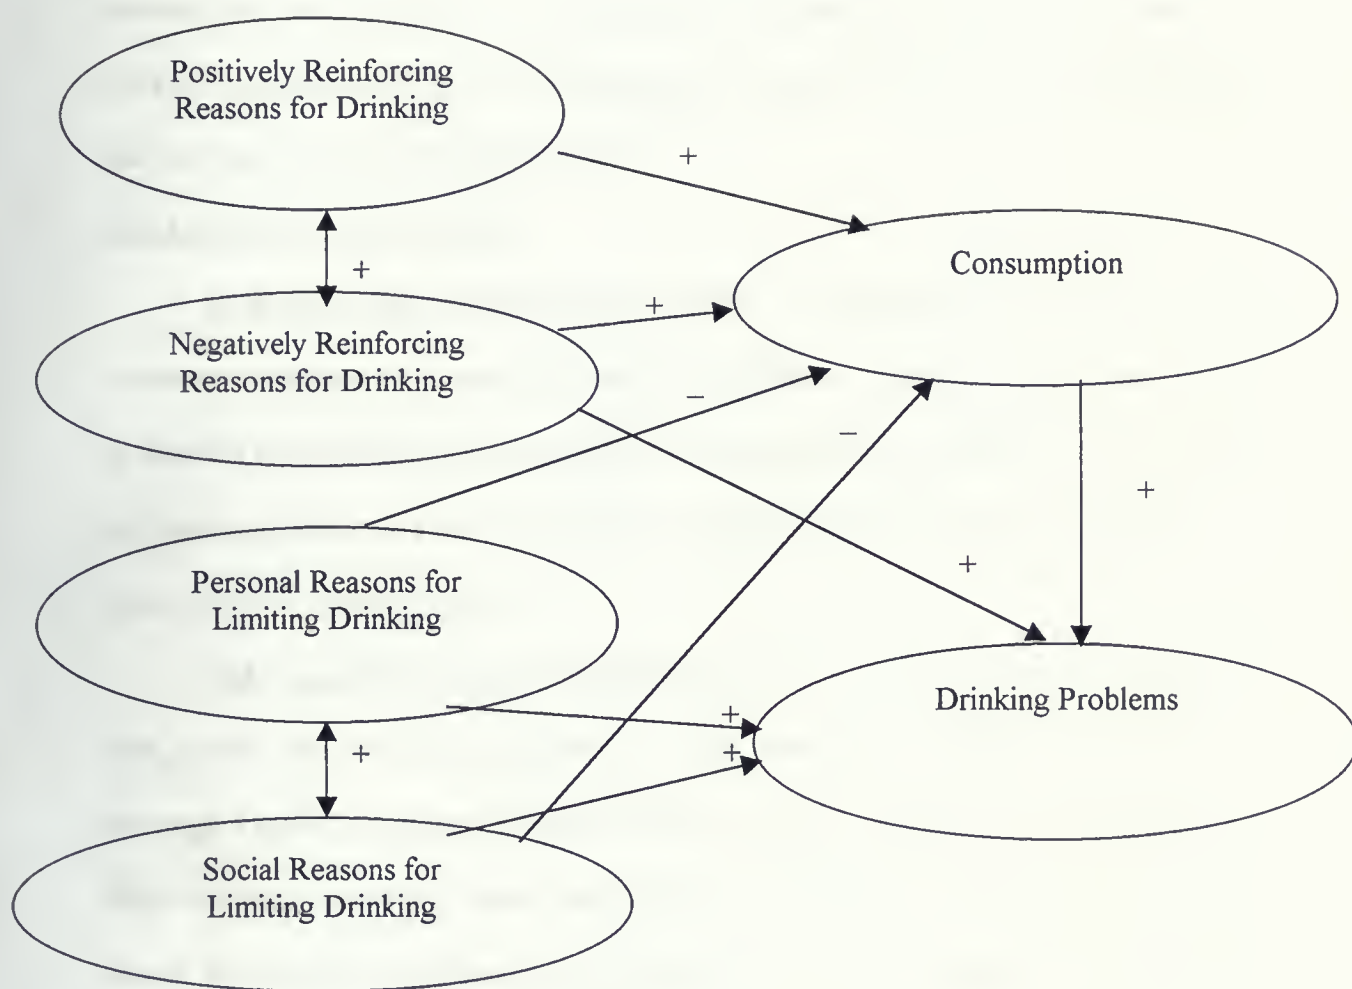 Positively Reinforcing
Reasons for Drinking
+
+
Consumption
+
Negatively Reinforcing
Reasons for Drinking
–
–
+
+
Personal Reasons for
Limiting Drinking
Drinking Problems
+
+
+
Social Reasons for
Limiting Drinking